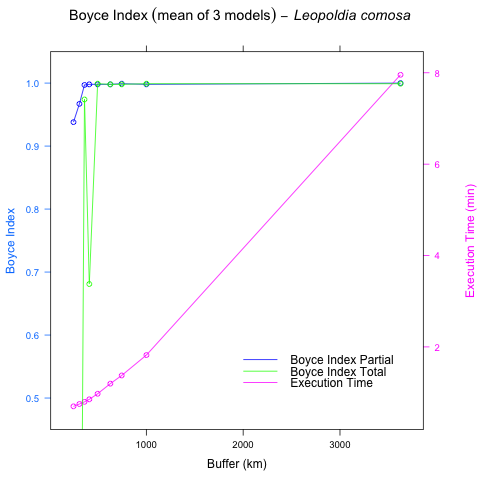 Boyce Index (mean of 3 models) – Leopoldia comosa
1.0
0.9
0.8
0.7
0.6
0.5
Boyce Index
8
6
4
2
Execution Time (min)
Boyce Index Partial
Boyce Index Total
Execution Time
1000
2000
3000
Buffer (km)